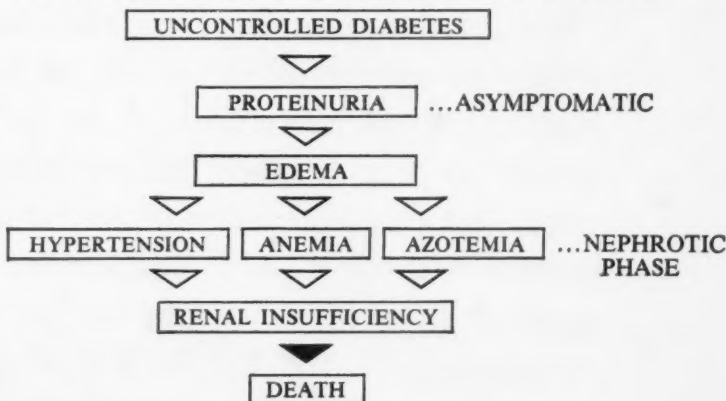 UNCONTROLLED DIABETES
PROTEINURIA ...ASYMPTOMATIC
EDEMA
HYPERTENSION ANEMIA AZOTEMIA ...NEPHROTIC
PHASE
RENAL INSUFFICIENCY
DEATH